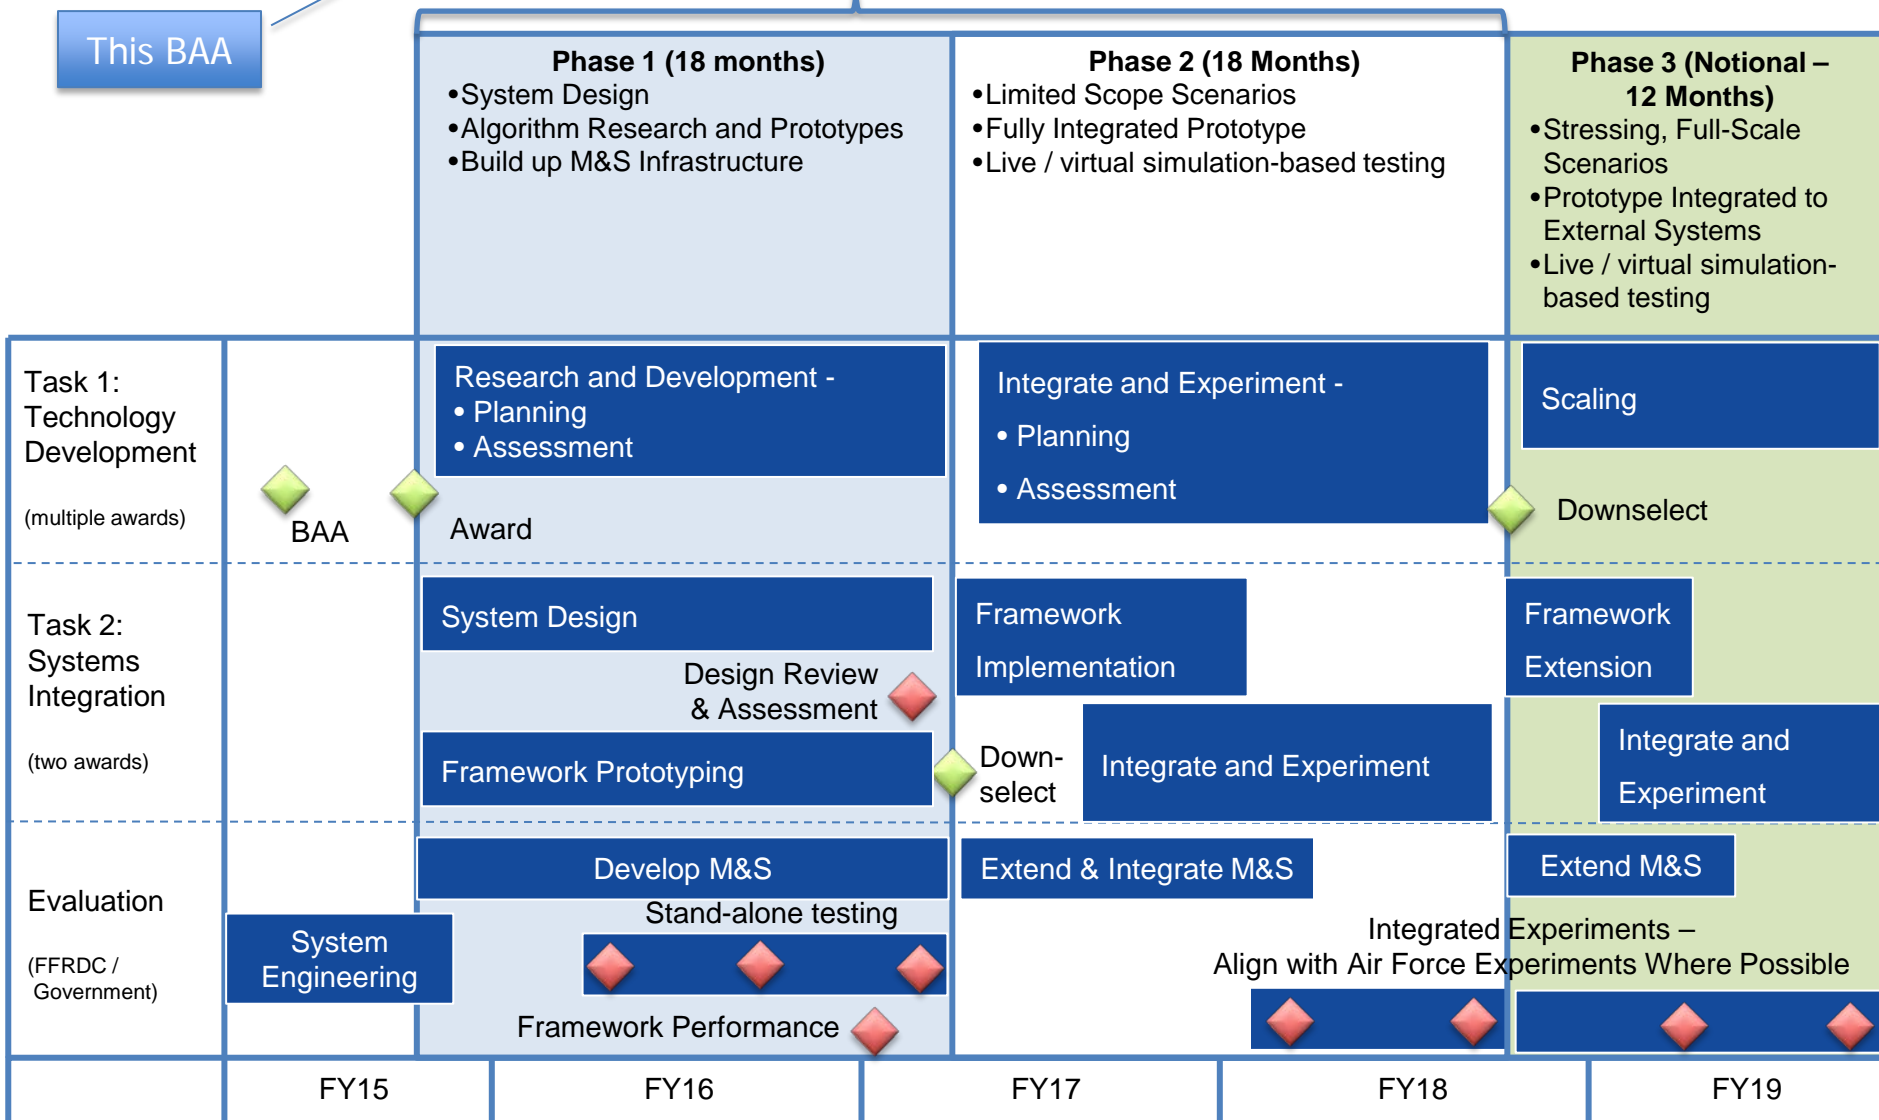 This BAA
Phase 1 (18 months)
•System Design
•Algorithm Research and Prototypes
•Build up M&S Infrastructure
Phase 2 (18 Months)
•Limited Scope Scenarios
•Fully Integrated Prototype
•Live / virtual simulation-based testing
Phase 3 (Notional –
12 Months)
•Stressing, Full-Scale
Scenarios
•Prototype Integrated to
External Systems
•Live / virtual simulation-
based testing
Task 1:
Technology
Development
(multiple awards)
BAA
Award
Research and Development -
• Planning
• Assessment
Integrate and Experiment -
• Planning
• Assessment
Scaling
Downselect
Task 2:
Systems
Integration
(two awards)
System Design
Design Review
& Assessment
Framework Prototyping
Down-
select
Framework
Implementation
Integrate and Experiment
Framework
Extension
Integrate and
Experiment
Evaluation
(FFRDC /
Government)
System
Engineering
Develop M&S
Stand-alone testing
Framework Performance
Extend & Integrate M&S
Extend M&S
Integrated Experiments –
Align with Air Force Experiments Where Possible
FY15
FY16
FY17
FY18
FY19